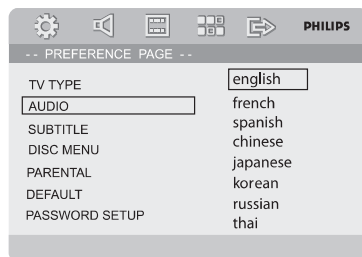 PHILIPS
-- PREFERENCE PAGE --
TV TYPE
AUDIO
SUBTITLE
DISC MENU
PARENTAL
DEFAULT
PASSWORD SETUP
english
french
spanish
chinese
japanese
korean
russian
thai